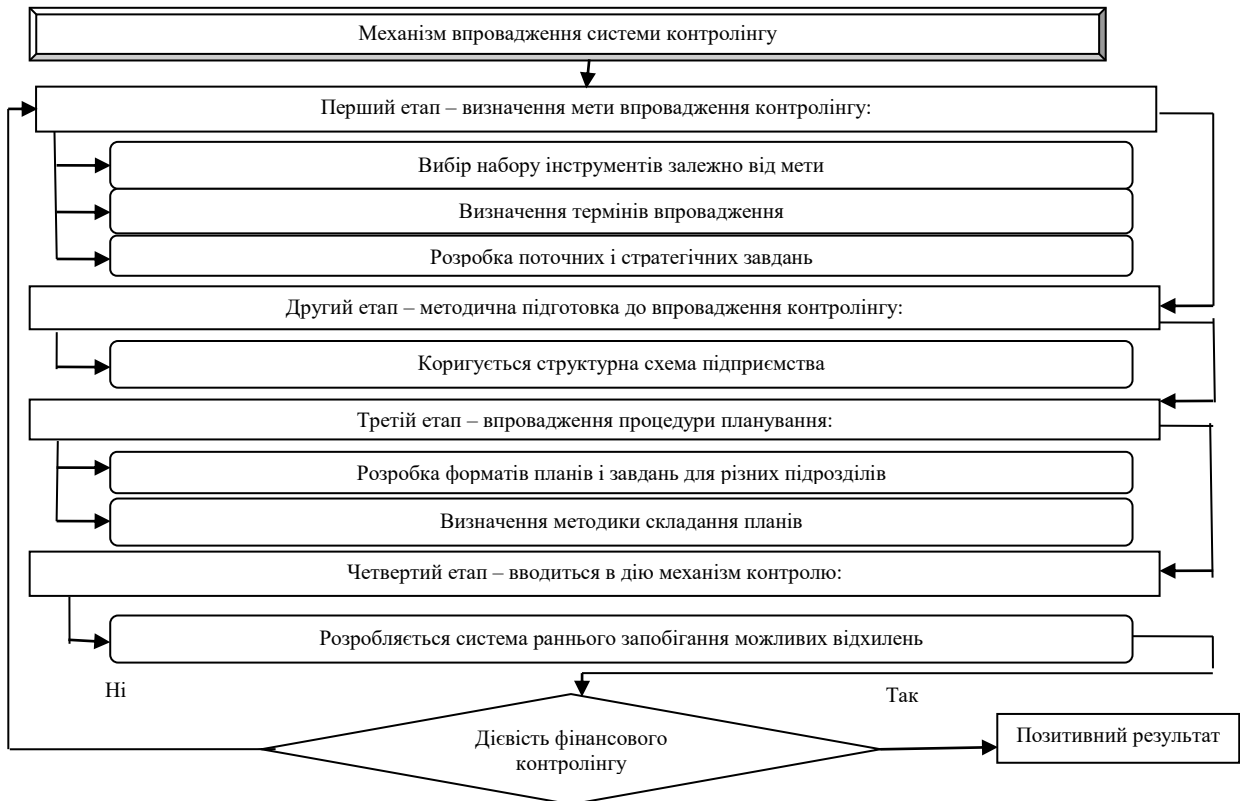 Механізм впровадження системи контролінгу
Перший етап – визначення мети впровадження контролінгу:
Вибір набору інструментів залежно від мети
Визначення термінів впровадження
Розробка поточних і стратегічних завдань
Другий етап – методична підготовка до впровадження контролінгу:
Коригується структурна схема підприємства
Третій етап – впровадження процедури планування:
Розробка форматів планів і завдань для різних підрозділів
Визначення методики складання планів
Четвертий етап – вводиться в дію механізм контролю:
Розробляється система раннього запобігання можливих відхилень
Ні
Так
Дієвість фінансового
контролінгу
Позитивний результат